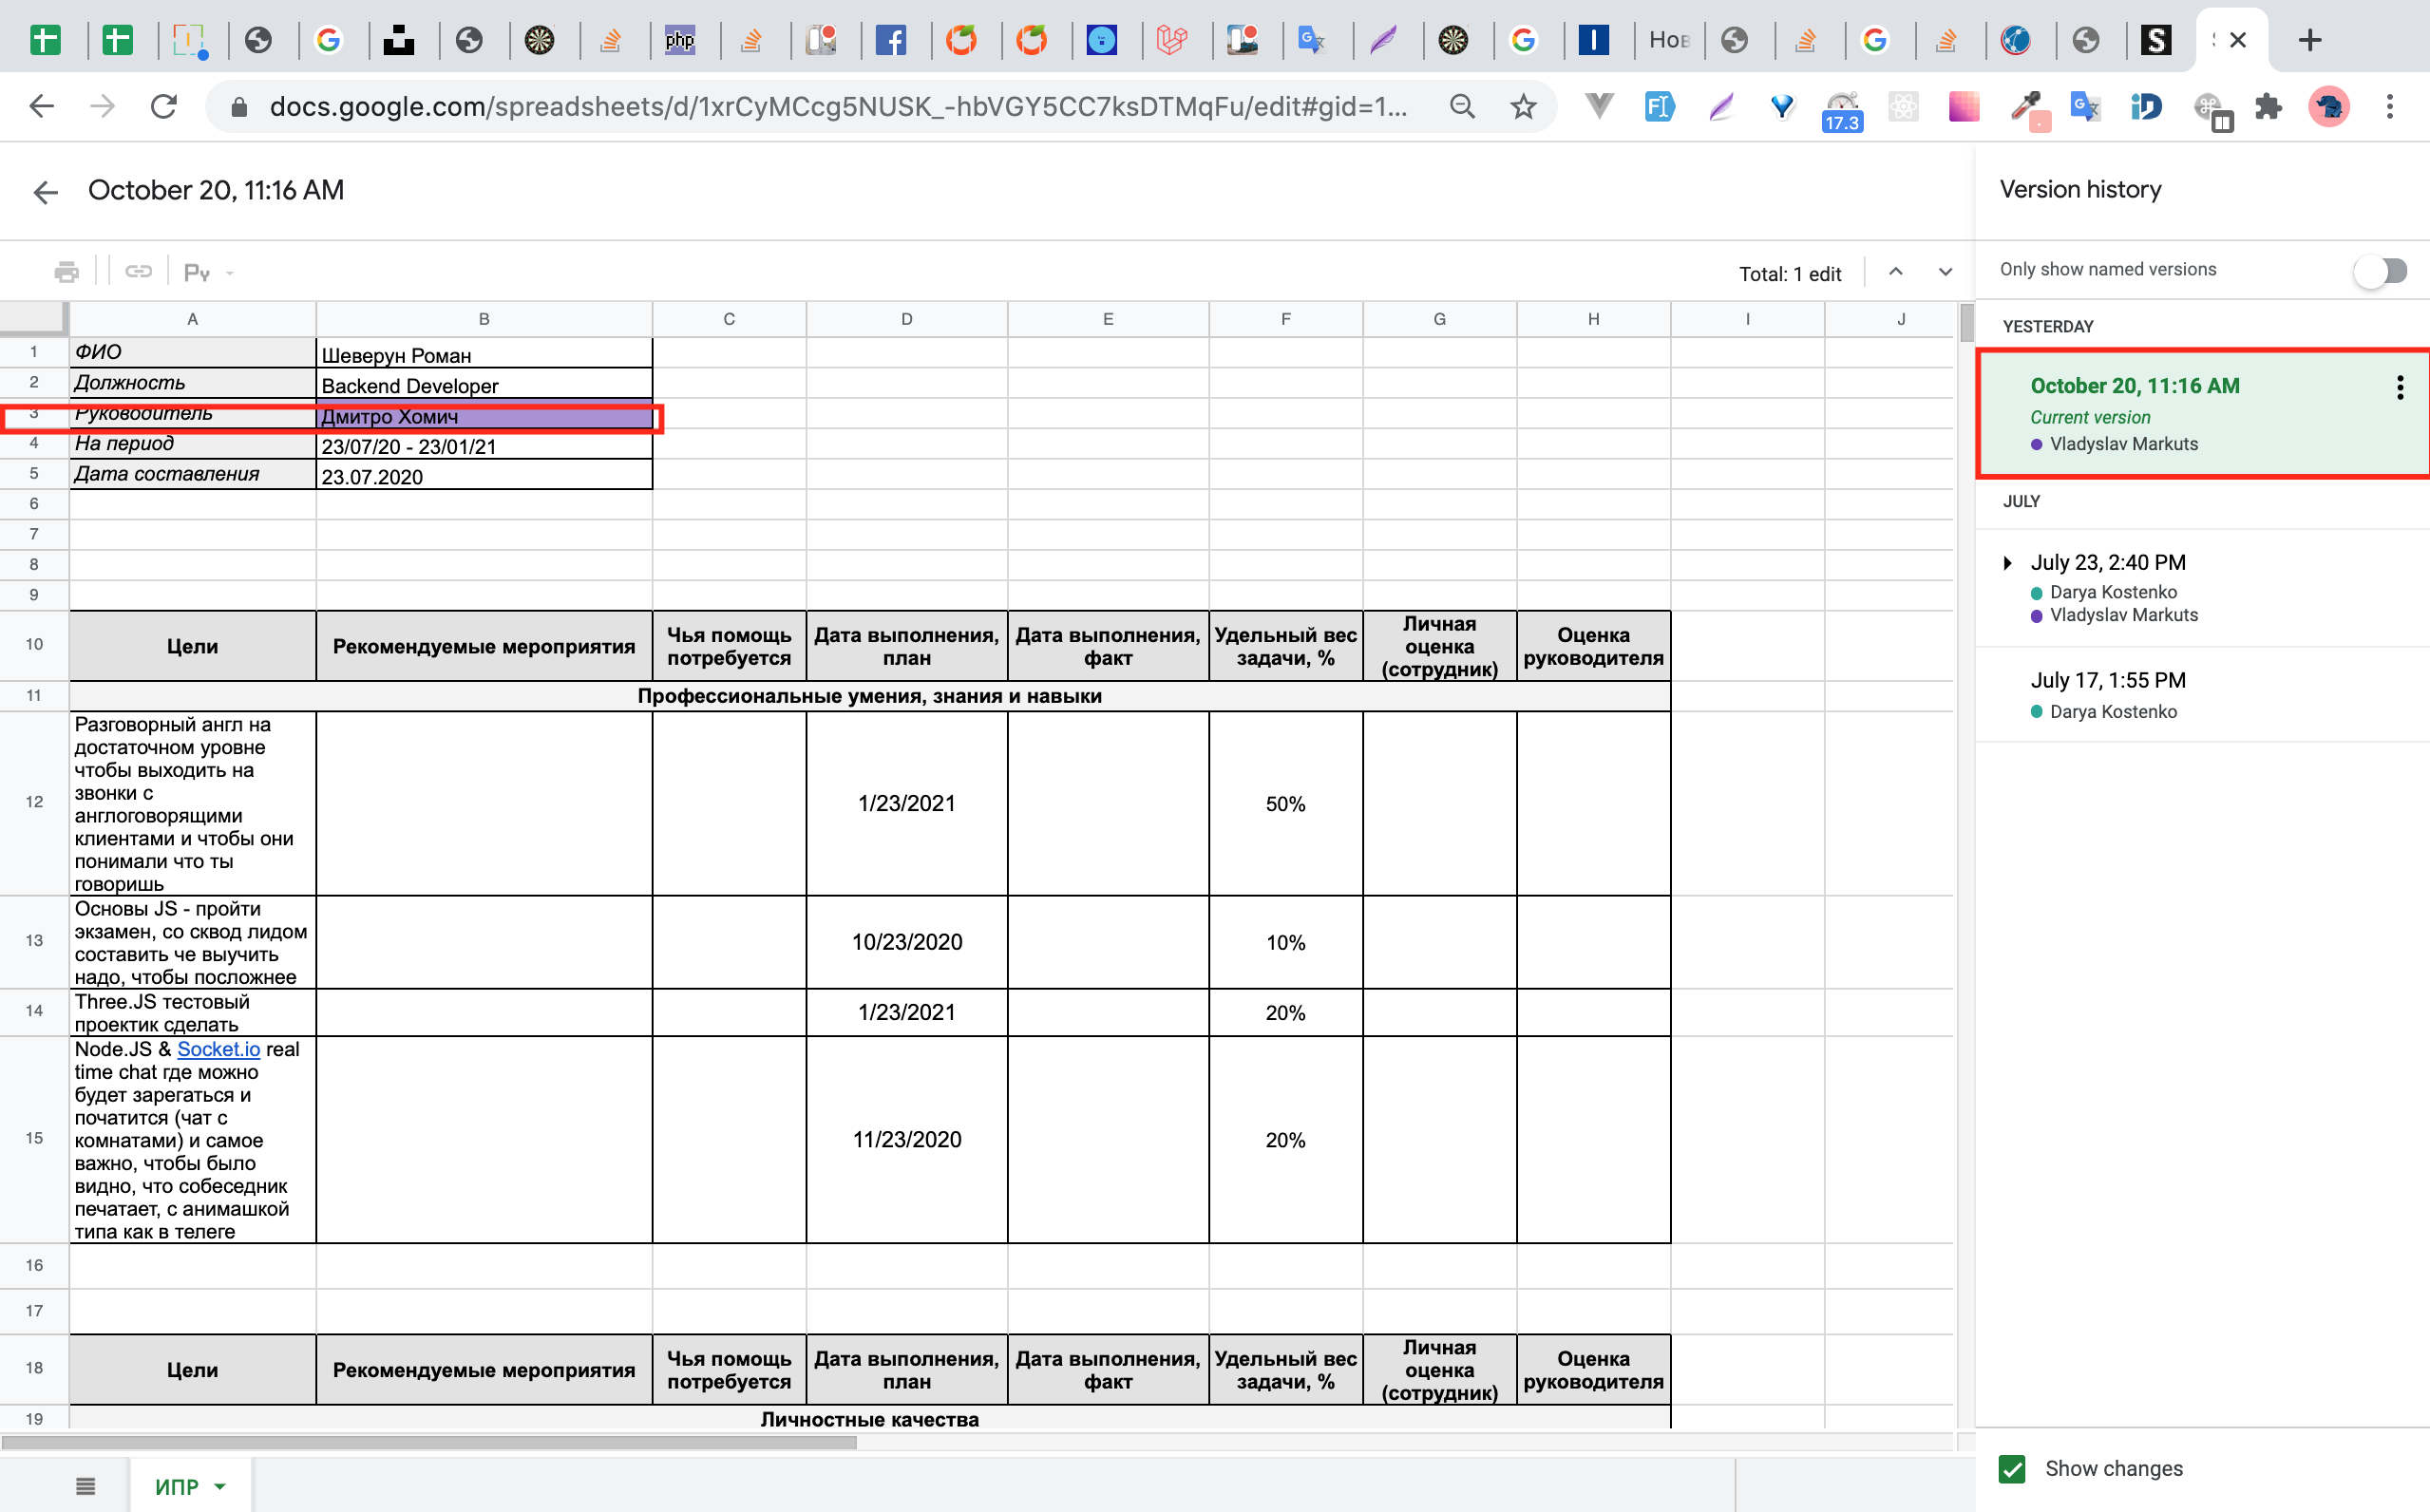 php
Нов
docs.google.com/spreadsheets/d/1xrCyMCcg5NUSK_-hbVGY5CC7ksDTMqFu/edit#gid=1...
17.3
October 20, 11:16 AM
Version history
Total: 1 edit
Only show named versions
A B C D E F G H I J
YESTERDAY
1 ФИО Шеверун Роман
2 Должность Backend Developer
3 Руководитель Дмитро Хомич
4 На период 23/07/20 - 23/01/21
5 Дата составления 23.07.2020
6
7
8
9
October 20, 11:16 AM
Current version
Vladyslav Markuts
JULY
July 23, 2:40 PM
Darya Kostenko
Vladyslav Markuts
July 17, 1:55 PM
Darya Kostenko
10
Цели
Рекомендуемые мероприятия
Чья помощь
потребуется
Дата выполнения,
план
Дата выполнения,
факт
Удельный вес
задачи, %
Личная
оценка
(сотрудник)
Оценка
руководителя
11 Профессиональные умения, знания и навыки
12
Разговорный англ на
достаточном уровне
чтобы выходить на
звонки с
англоговорящими
клиентами и чтобы они
понимали что ты
говоришь
1/23/2021
50%
13
Основы JS - пройти
экзамен, со сквод лидом
составить че выучить
надо, чтобы посложнее
10/23/2020
10%
14
Three.JS тестовый
проектик сделать
1/23/2021
20%
15
Node.JS & Socket.io real
time chat где можно
будет зарегаться и
початится (чат с
комнатами) и самое
важно, чтобы было
видно, что собеседник
печатает, с анимашкой
типа как в телеге
11/23/2020
20%
16
17
18
Цели
Рекомендуемые мероприятия
Чья помощь
потребуется
Дата выполнения,
план
Дата выполнения,
факт
Удельный вес
задачи, %
Личная
оценка
(сотрудник)
Оценка
руководителя
19 Личностные качества
Show changes
ИПР